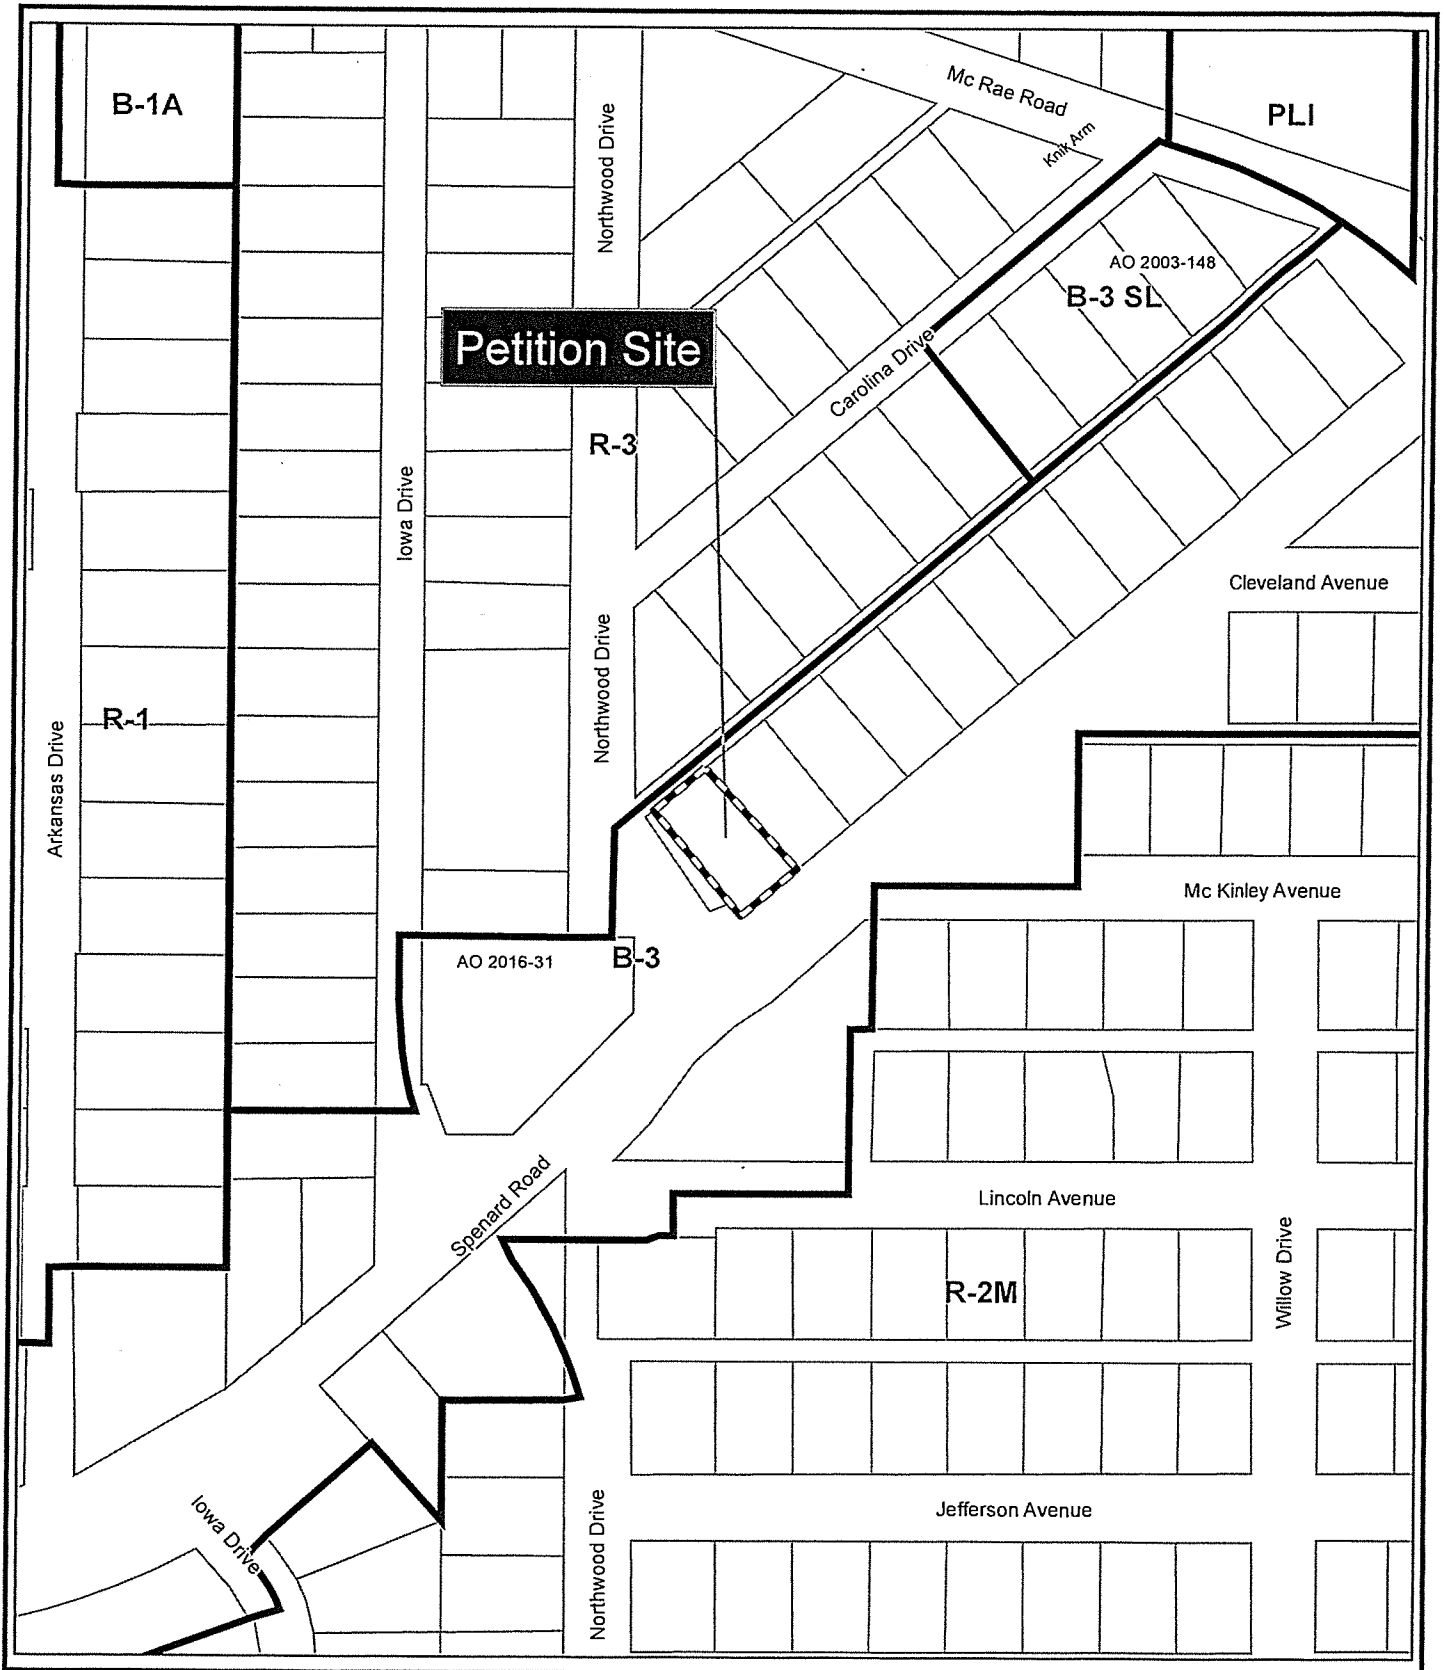 B-1A
Mc Rae Road
PLI
Knik Arm
Northwood Drive
AO 2003-148
B-3 SL
Petition Site
Carolina Drive
R-3
Iowa Drive
Cleveland Avenue
Northwood Drive
R-1
Arkansas Drive
Mc Kinley Avenue
AO 2016-31
B-3
Lincoln Avenue
Spenard Road
Willow Drive
R-2M
Iowa Drive
Northwood Drive
Jefferson Avenue